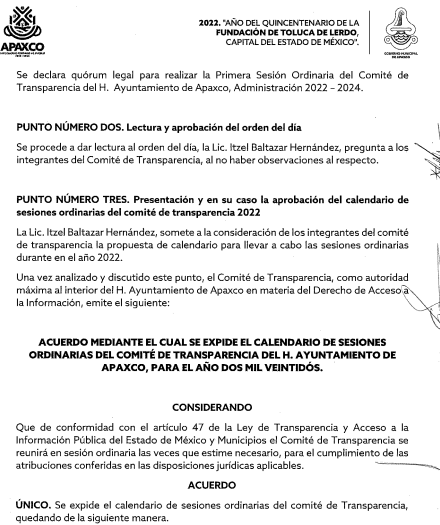 2022. "AÑO DEL QUINCENTENARIO DE LA
FUNDACIÓN DE TOLUCA DE LERDO,
CAPITAL DEL ESTADO DE MÉXICO".
APAXCO
Se declara quórum legal para realizar la Primera Sesión Ordinaria del Comité de
Transparencia del H. Ayuntamiento de Apaxco, Administración 2022 – 2024.
PUNTO NÚMERO DOS. Lectura y aprobación del orden del día
Se procede a dar lectura al orden del día, la Lic. Itzel Baltazar Hernández, pregunta a los
integrantes del Comité de Transparencia, al no haber observaciones al respecto.
PUNTO NÚMERO TRES. Presentación y en su caso la aprobación del calendario de
sesiones ordinarias del comité de transparencia 2022
La Lic. Itzel Baltazar Hernández, somete a la consideración de los integrantes del comité
de transparencia la propuesta de calendario para llevar a cabo las sesiones ordinarias
durante en el año 2022.
Una vez analizado y discutido este punto, el Comité de Transparencia, como autoridad
máxima al interior del H. Ayuntamiento de Apaxco en materia del Derecho de Acceso a
la Información, emite el siguiente:
ACUERDO MEDIANTE EL CUAL SE EXPIDE EL CALENDARIO DE SESIONES
ORDINARIAS DEL COMITÉ DE TRANSPARENCIA DEL H. AYUNTAMIENTO DE
APAXCO, PARA EL AÑO DOS MIL VEINTIDÓS.
CONSIDERANDO
Que de conformidad con el artículo 47 de la Ley de Transparencia y Acceso a la
Información Pública del Estado de México y Municipios el Comité de Transparencia se
reunirá en sesión ordinaria las veces que estime necesario, para el cumplimiento de las
atribuciones conferidas en las disposiciones jurídicas aplicables.
ACUERDO
ÚNICO. Se expide el calendario de sesiones ordinarias del comité de Transparencia,
quedando de la siguiente manera.